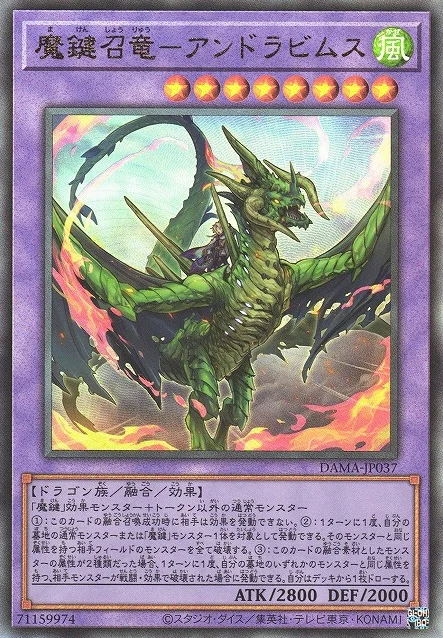 魔鍵召竜－アンドラビムス
風
DAMA-JP037
【ドラゴン族／融合／効果】
「魔鍵」効果モンスター＋トークン以外の通常モンスター
①：このカードの融合召喚成功時に相手は効果を発動できない。②：1ターンに1度、自分の
墓地の通常モンスターまたは「魔鍵」モンスター1体を対象として発動できる。そのモンスターと同じ
属性を持つ相手フィールドのモンスターを全て破壊する。③：このカードの融合素材としたモンス
ターの属性が2種類だった場合、1ターンに1度、自分の墓地のいずれかのモンスターと同じ属性
を持つ、相手モンスターが戦闘・効果で破壊された場合に発動できる。自分はデッキから1枚ドローする。
ATK/2800 DEF/2000
71159974
©スタジオ・ダイス／集英社・テレビ東京・KONAMI